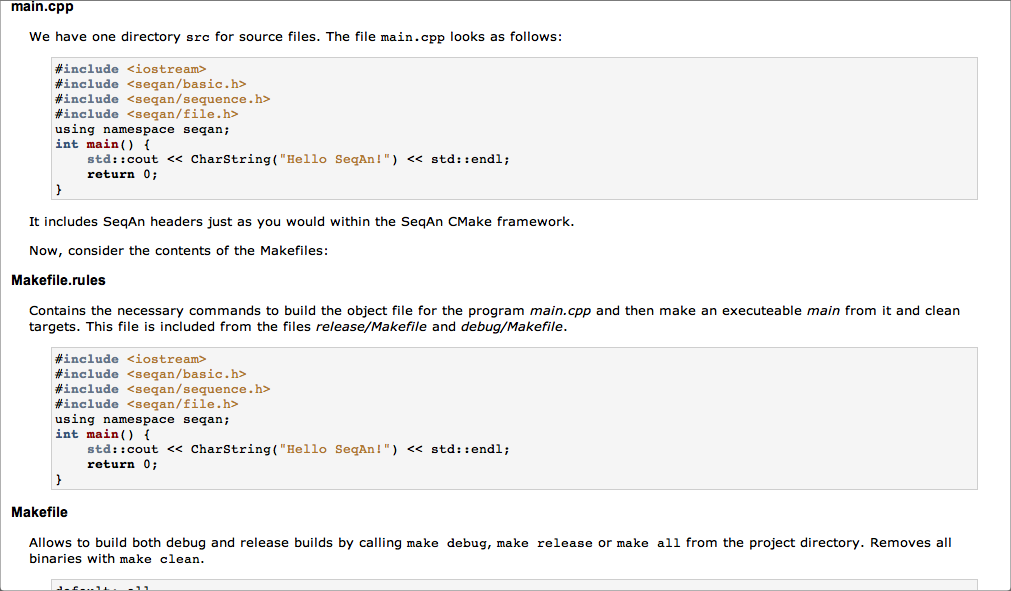 main.cpp
We have one directory src for source files. The file main.cpp looks as follows:
#include <iostream>
#include <seqan/basic.h>
#include <seqan/sequence.h>
#include <seqan/file.h>
using namespace seqan;
int main() {
    std::cout << CharString("Hello SeqAn!") << std::endl;
    return 0;
}
It includes SeqAn headers just as you would within the SeqAn CMake framework.
Now, consider the contents of the Makefiles:
Makefile.rules
Contains the necessary commands to build the object file for the program main.cpp and then make an executeable main from it and clean
targets. This file is included from the files release/Makefile and debug/Makefile.
#include <iostream>
#include <seqan/basic.h>
#include <seqan/sequence.h>
#include <seqan/file.h>
using namespace seqan;
int main() {
    std::cout << CharString("Hello SeqAn!") << std::endl;
    return 0;
}
Makefile
Allows to build both debug and release builds by calling make debug, make release or make all from the project directory. Removes all
binaries with make clean.
default: all